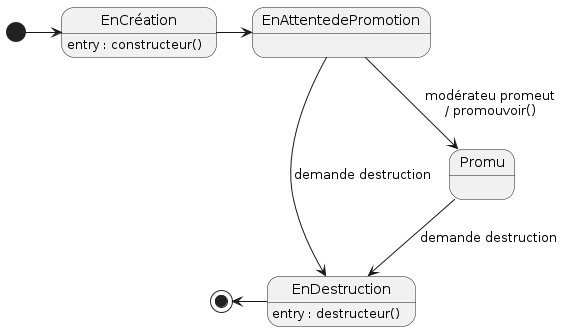 EnCréation
entry : constructeur()
EnAttentedePromotion
modérateu promeut
/ promouvoir()
Promu
demande destruction
demande destruction
EnDestruction
entry : destructeur()